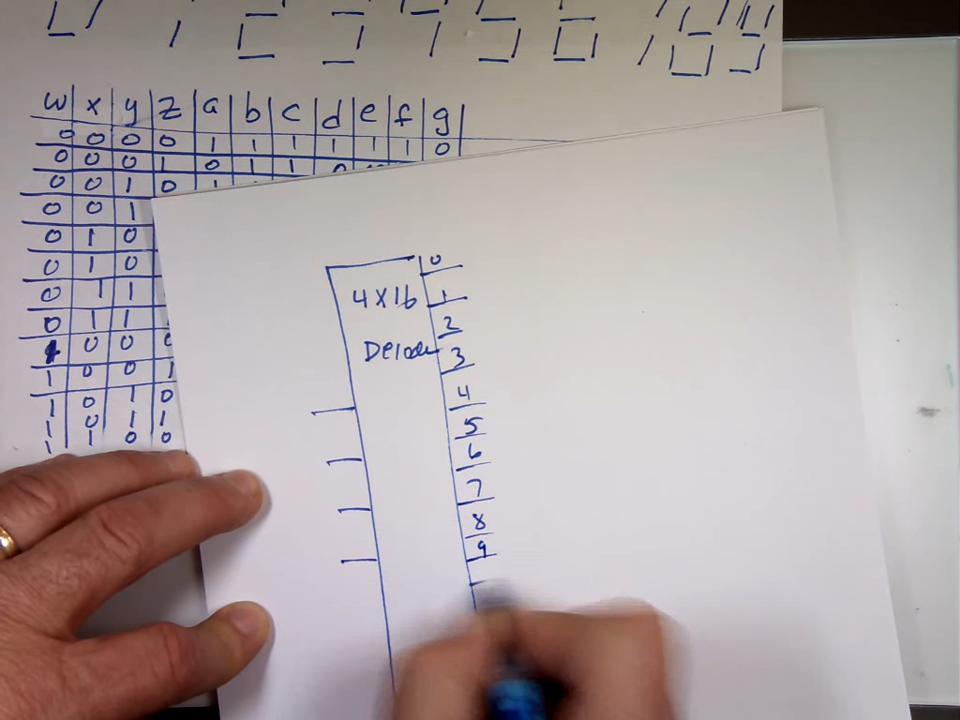 w x y z a b c d e f g
0 0 0 0 1 1 1 1 1 1 0
0 0 0 1 0 1 1 0
0 0 1 0 1
0 0 1
0 1 0
0 1 0
0 1 1
0 1 1
1 0 0
1 0 0 1
1 0 1 0
1 0 1 1
1 1 0 0
1
0
4X16
1
2
Decoder
3
4
5
6
7
8
9